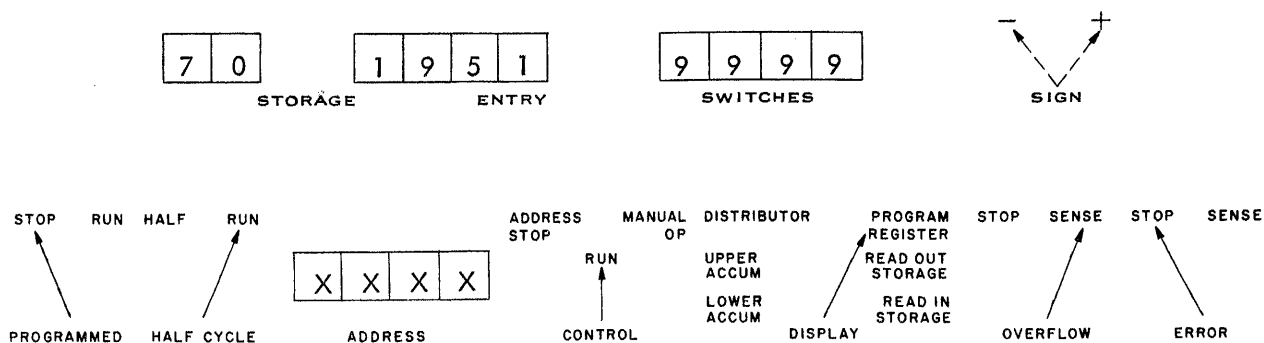 7 0 1 9 5 1 9 9 9 9 - +
STORAGE ENTRY SWITCHES SIGN
STOP RUN HALF RUN ADDRESS STOP MANUAL OP DISTRIBUTOR PROGRAM REGISTER STOP SENSE STOP SENSE
X X X X RUN UPPER ACCUM READ OUT STORAGE
LOWER ACCUM READ IN STORAGE
PROGRAMMED HALF CYCLE ADDRESS CONTROL DISPLAY OVERFLOW ERROR